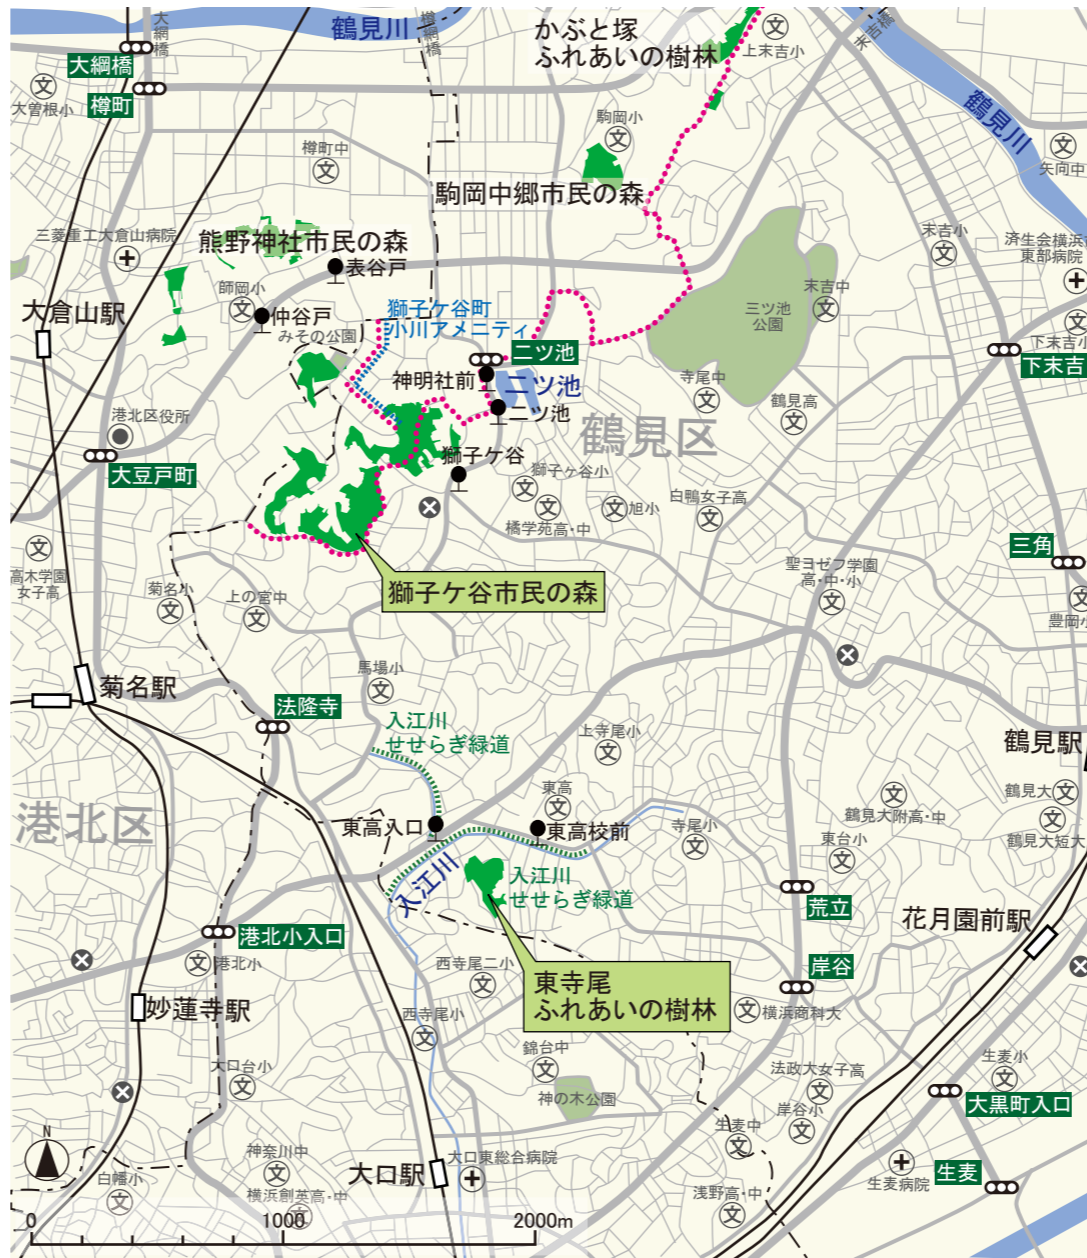 大綱橋
樽綱橋
鶴見川
かぶと塚
ふれあいの樹林
上末吉小
末吉橋
大綱橋
大曽根小
樽町
駒岡小
鶴見川
樽町中
矢向中
駒岡中郷市民の森
三菱重工大倉山病院
熊野神社市民の森
表谷戸
末吉小
済生会横浜市
東部病院
師岡小
大倉山駅
仲谷戸
みその公園
獅子ケ谷町
小川アメニティ
三ツ池
公園
末吉中
下末吉小
下末吉
二ツ池
神明社前
二ツ池
二ツ池
寺尾中
鶴見高
港北区役所
鶴見区
大豆戸町
獅子ケ谷
獅子ケ谷小
橘学苑高・中
旭小
白鵬女子高
三角
高木学園
女子高
菊名小
上の宮中
獅子ケ谷市民の森
聖ヨゼフ学園
高・中・小
豊岡小
菊名駅
馬場小
法隆寺
入江川
せせらぎ緑道
上寺尾小
鶴見駅
港北区
東高入口
東高
東高校前
寺尾小
鶴見大附高・中
鶴見大
鶴見大短大
東台小
入江川
入江川
せせらぎ緑道
荒立
花月園前駅
港北小入口
港北小
西寺尾二小
東寺尾
ふれあいの樹林
岸谷
横浜商科大
妙蓮寺駅
西寺尾小
大口台小
錦台中
神の木公園
法政大女子高
生麦小
大黒町入口
岸谷小
生麦中
N
白幡小
神奈川中
横浜創英高・中
大口駅
大口東総合病院
浅野高・中
生麦病院
生麦
0
1000
2000m